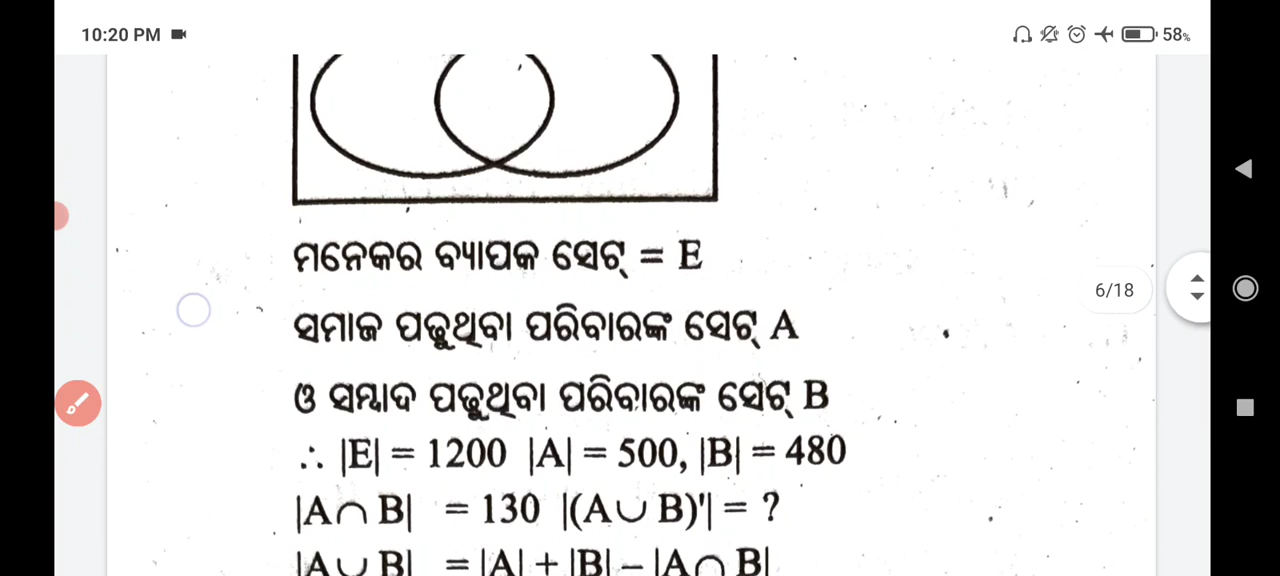 10:20 PM 58%
ମନେକର ବ୍ୟାପକ ସେଟ୍ = E
6/18
ସମାଜ ପଢୁଥିବା ପରିବାରଙ୍କ ସେଟ୍ A
ଓ ସମ୍ବାଦ ପଢୁଥିବା ପରିବାରଙ୍କ ସେଟ୍ B
∴ |E| = 1200 |A| = 500, |B| = 480
|A∩B| = 130 |(A∪B)'| = ?
|A∪B| = |A| + |B| – |A∩B|